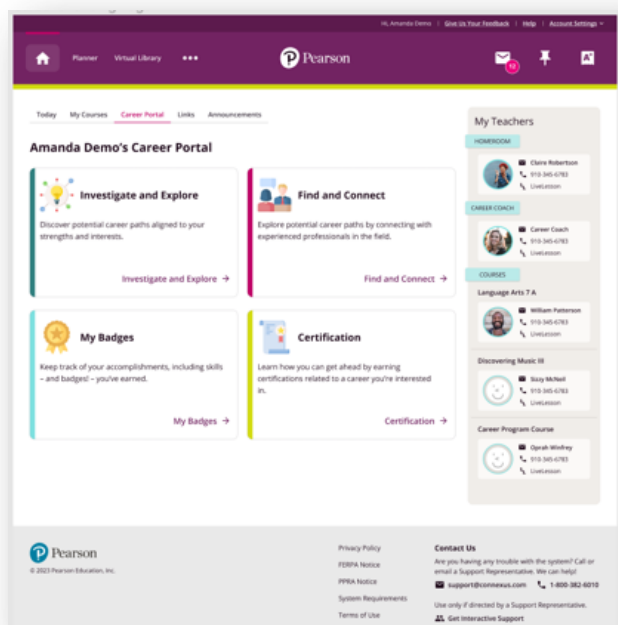 Hi, Amanda Demo | Give Us Your Feedback | Help | Account Settings
Planner Virtual Library
Pearson
12
Today My Courses Career Portal Links Announcements
Amanda Demo's Career Portal
Investigate and Explore
Discover potential career paths aligned to your
strengths and interests.
Investigate and Explore →
Find and Connect
Explore potential career paths by connecting with
experienced professionals in the field.
Find and Connect →
My Badges
Keep track of your accomplishments, including skills
– and badges! – you've earned.
My Badges →
Certification
Learn how you can get ahead by earning
certifications related to a career you're interested
in.
Certification →
My Teachers
HOMEROOM
Claire Robertson
910-345-6783
LiveLesson
CAREER COACH
Career Coach
910-345-6783
LiveLesson
COURSES
Language Arts 7 A
William Patterson
910-345-6783
LiveLesson
Discovering Music III
Sizzy McNeil
910-345-6783
LiveLesson
Career Program Course
Oprah Winfrey
910-345-6783
LiveLesson
Pearson
© 2023 Pearson Education, Inc.
Privacy Policy
FERPA Notice
PPRA Notice
System Requirements
Terms of Use
Contact Us
Are you having any trouble with the system? Call or
email a Support Representative. We can help!
support@connexus.com 1-800-382-6010
Use only if directed by a Support Representative.
Get Interactive Support